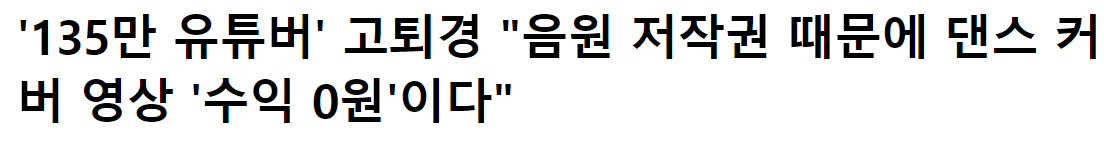 '135만 유튜버' 고퇴경 "음원 저작권 때문에 댄스 커
버 영상 '수익 0원'이다"